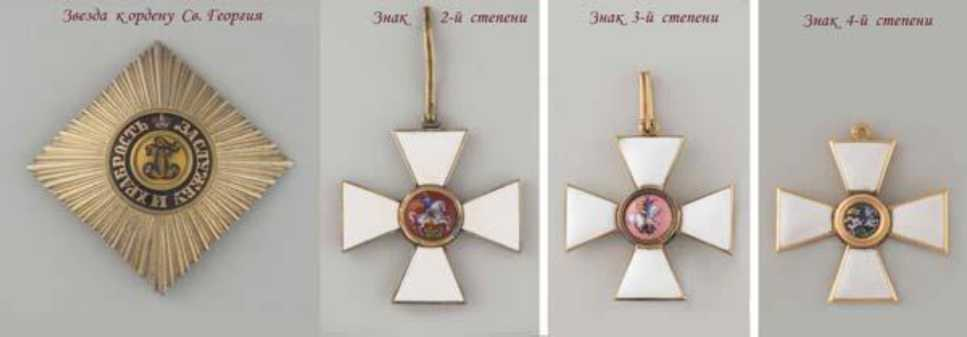 Звезда к ордену Св. Георгия
Знак 2-й степени
Знак 3-й степени
Знак 4-й степени
ЗА СЛУЖБУ И ХРАБРОСТЬ